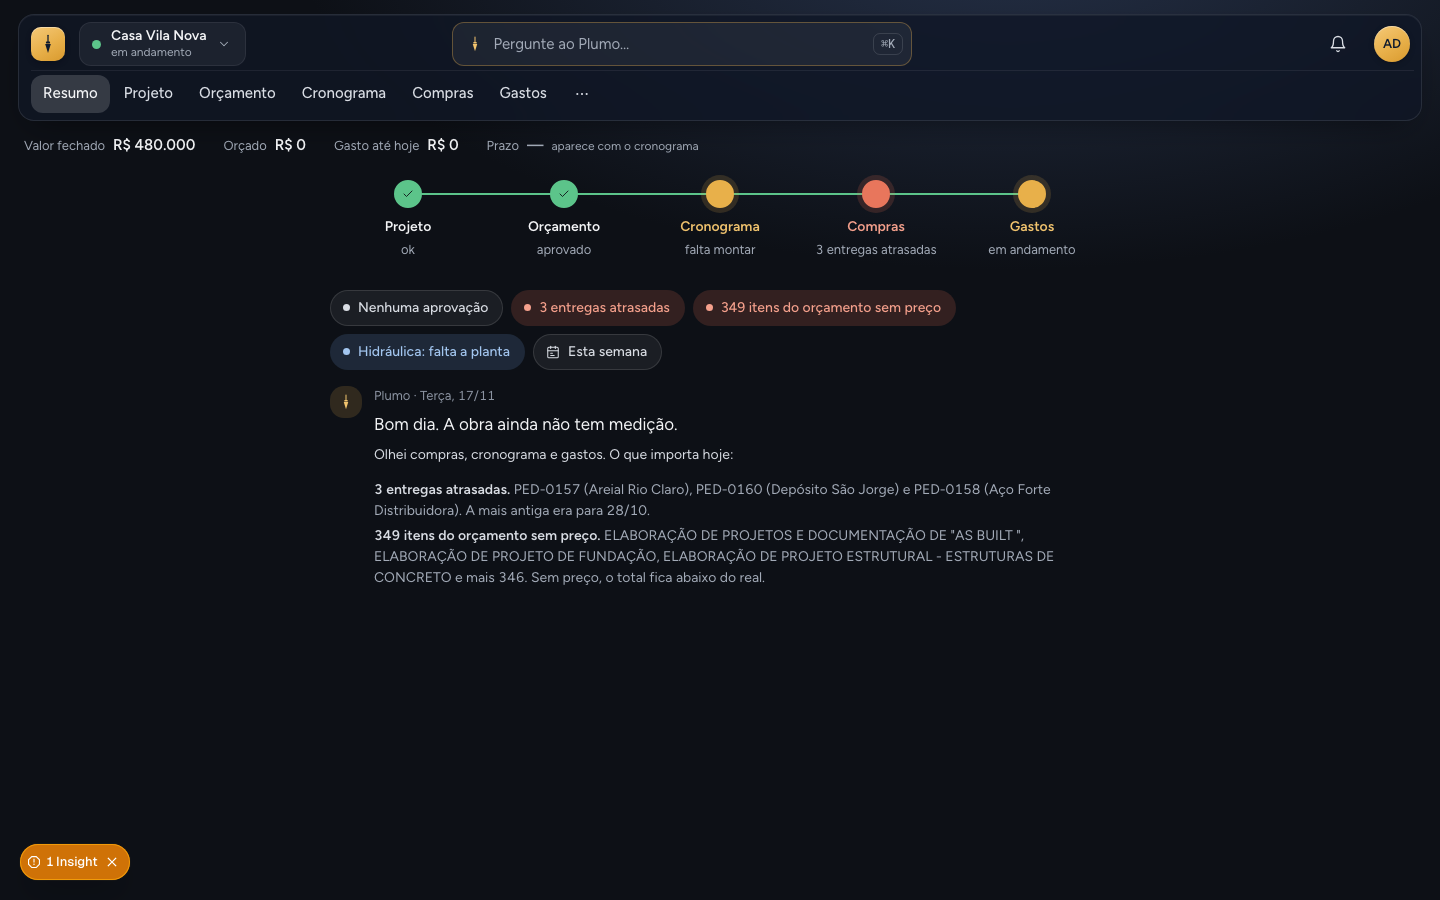 Casa Vila Nova
em andamento
Pergunte ao Plumo...
⌘K
AD
Resumo
Projeto
Orçamento
Cronograma
Compras
Gastos
···
Valor fechado R$ 480.000
Orçado R$ 0
Gasto até hoje R$ 0
Prazo — aparece com o cronograma
Projeto
ok
Orçamento
aprovado
Cronograma
falta montar
Compras
3 entregas atrasadas
Gastos
em andamento
Nenhuma aprovação
3 entregas atrasadas
349 itens do orçamento sem preço
Hidráulica: falta a planta
Esta semana
Plumo · Terça, 17/11
Bom dia. A obra ainda não tem medição.
Olhei compras, cronograma e gastos. O que importa hoje:
3 entregas atrasadas. PED-0157 (Areial Rio Claro), PED-0160 (Depósito São Jorge) e PED-0158 (Aço Forte
Distribuidora). A mais antiga era para 28/10.
349 itens do orçamento sem preço. ELABORAÇÃO DE PROJETOS E DOCUMENTAÇÃO DE "AS BUILT ",
ELABORAÇÃO DE PROJETO DE FUNDAÇÃO, ELABORAÇÃO DE PROJETO ESTRUTURAL - ESTRUTURAS DE
CONCRETO e mais 346. Sem preço, o total fica abaixo do real.
1 Insight